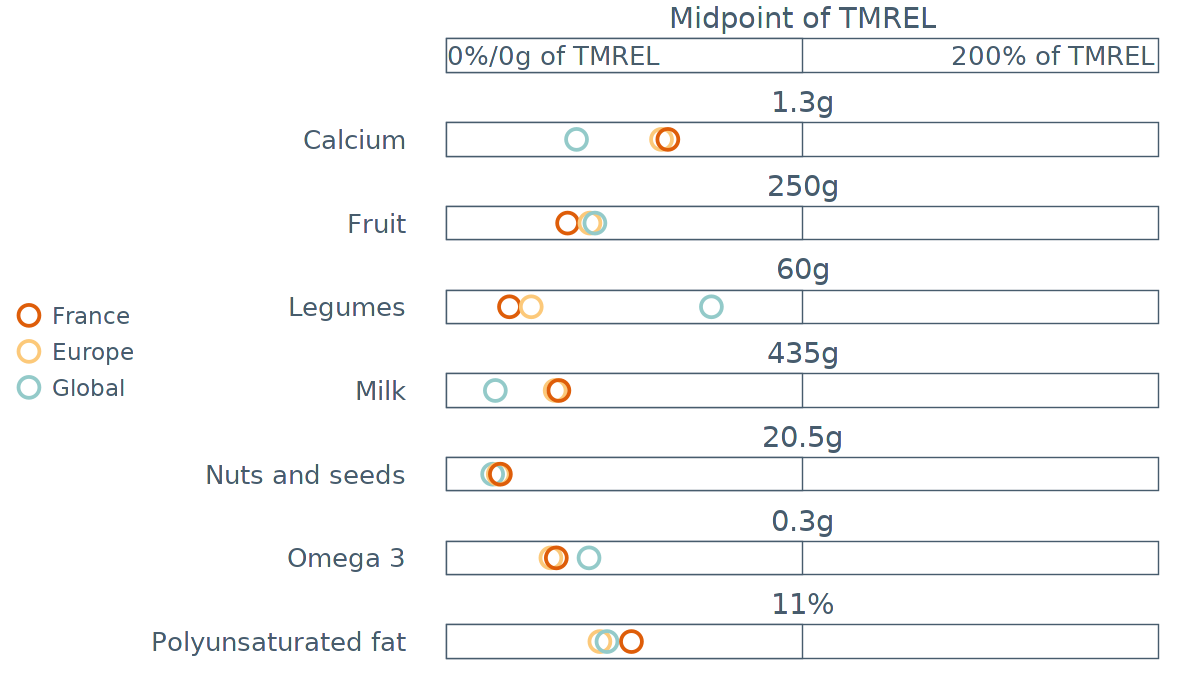 Midpoint of TMREL
0%/0g of TMREL 200% of TMREL
1.3g
Calcium
250g
Fruit
60g
Legumes
435g
Milk
20.5g
Nuts and seeds
0.3g
Omega 3
11%
Polyunsaturated fat
France
Europe
Global